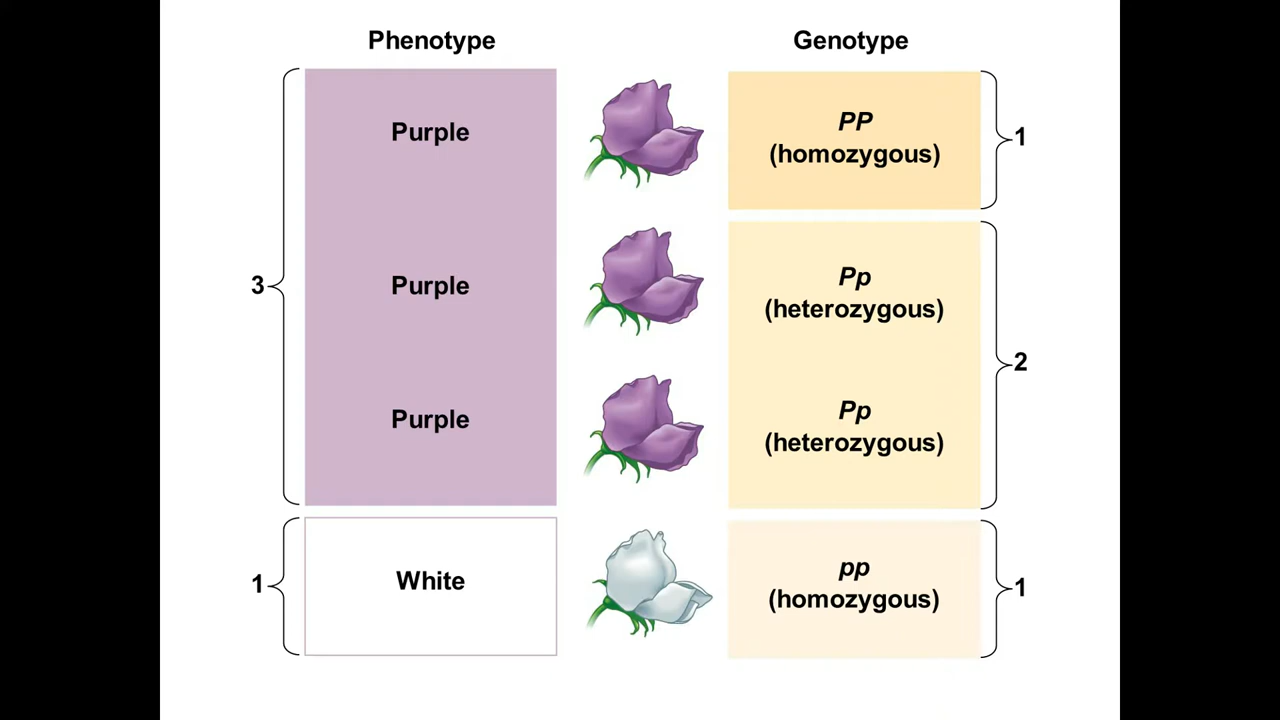 Phenotype
Genotype
Purple
PP
(homozygous)
1
3
Purple
Pp
(heterozygous)
2
Purple
Pp
(heterozygous)
1
White
pp
(homozygous)
1